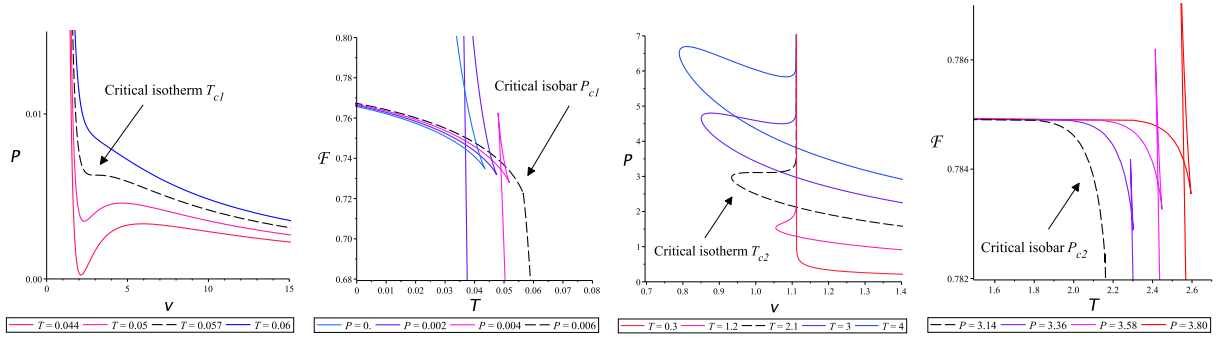 0.01
0.00
P
0
5
10
15
v
Critical isotherm T_c1
T = 0.044 T = 0.05 T = 0.057 T = 0.06
0.80
0.78
0.76
0.74
0.72
0.70
0.68
ℱ
0
0.01 0.02 0.03 0.04 0.05 0.06 0.07 0.08
T
Critical isobar P_c1
P = 0. P = 0.002 P = 0.004 P = 0.006
7
6
5
4
3
2
1
0
P
0.7 0.8 0.9 1.0 1.1 1.2 1.3 1.4
v
Critical isotherm T_c2
T = 0.3 T = 1.2 T = 2.1 T = 3 T = 4
0.786
0.784
0.782
ℱ
1.6 1.8 2.0 2.2 2.4 2.6
T
Critical isobar P_c2
P = 3.14 P = 3.36 P = 3.58 P = 3.80